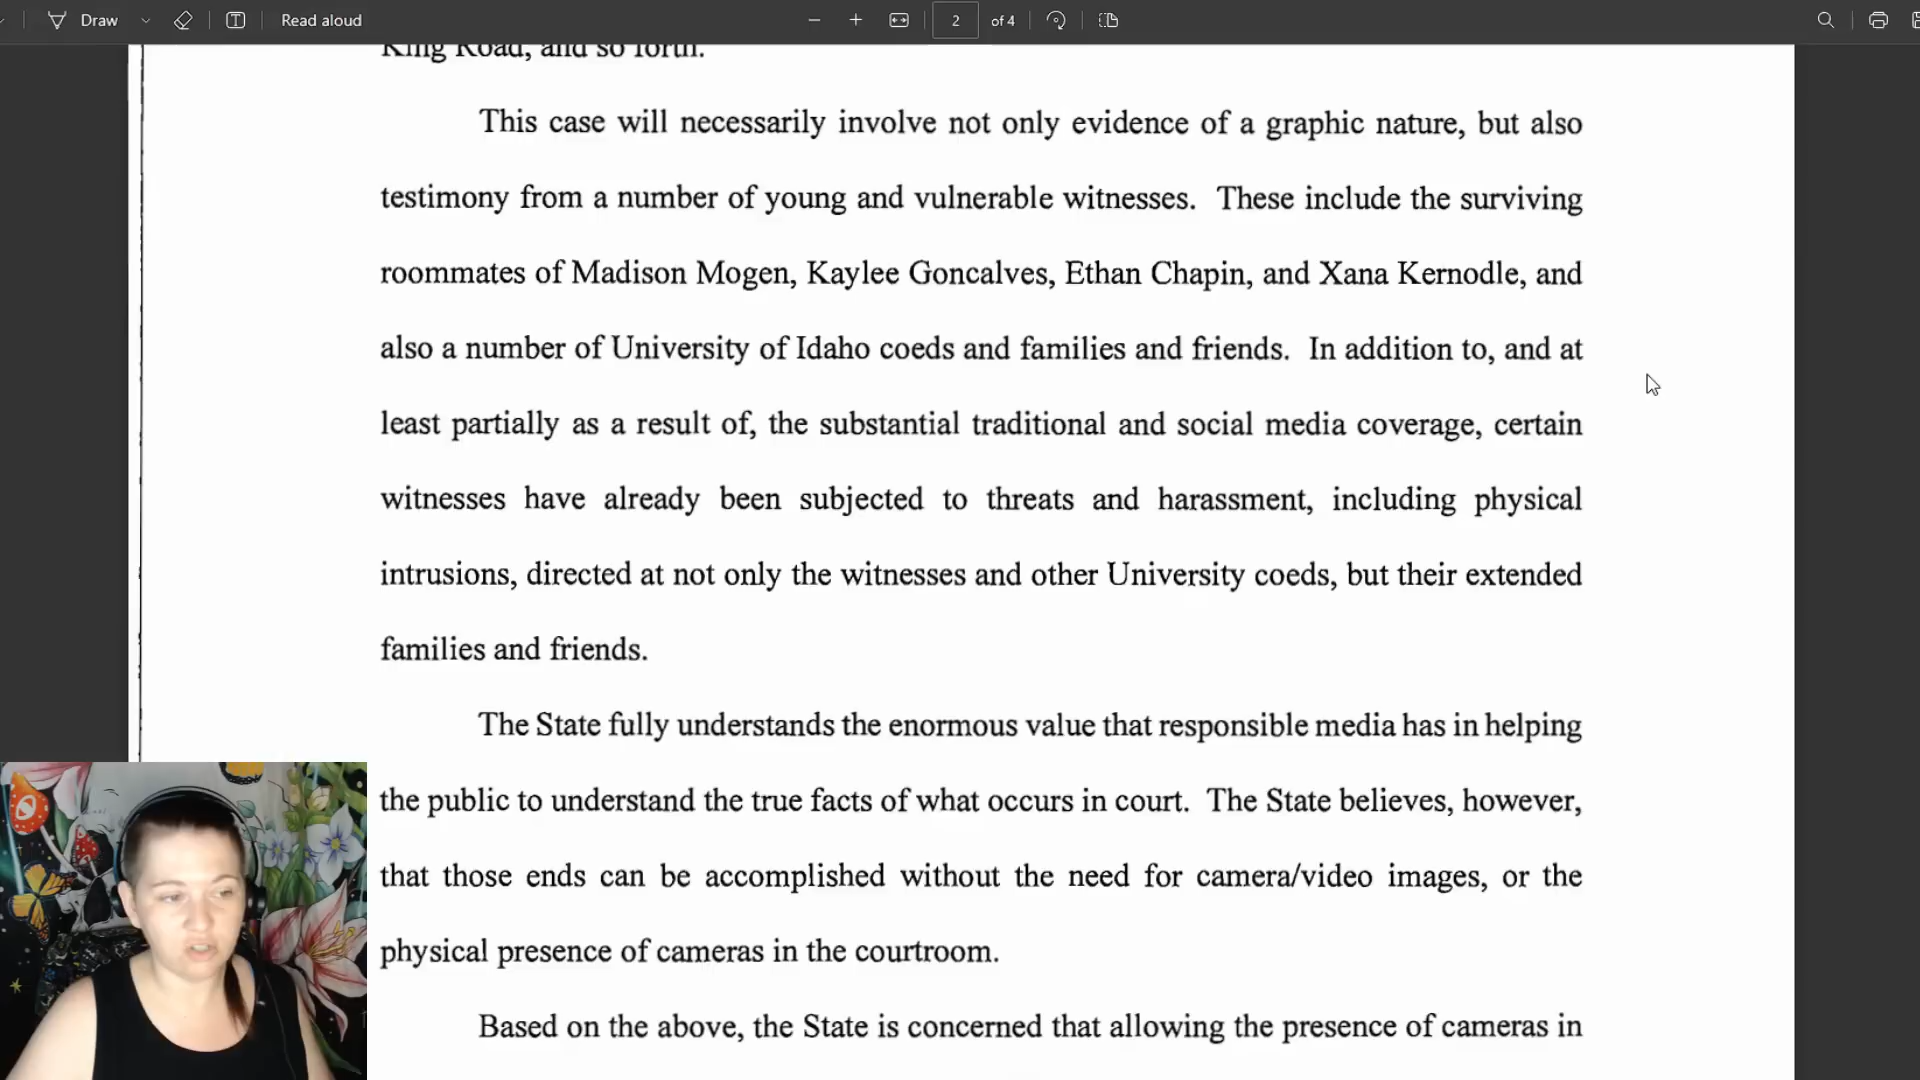 Draw
Read aloud
2 of 4
King Road, and so forth.
This case will necessarily involve not only evidence of a graphic nature, but also
testimony from a number of young and vulnerable witnesses. These include the surviving
roommates of Madison Mogen, Kaylee Goncalves, Ethan Chapin, and Xana Kernodle, and
also a number of University of Idaho coeds and families and friends. In addition to, and at
least partially as a result of, the substantial traditional and social media coverage, certain
witnesses have already been subjected to threats and harassment, including physical
intrusions, directed at not only the witnesses and other University coeds, but their extended
families and friends.
The State fully understands the enormous value that responsible media has in helping
the public to understand the true facts of what occurs in court. The State believes, however,
that those ends can be accomplished without the need for camera/video images, or the
physical presence of cameras in the courtroom.
Based on the above, the State is concerned that allowing the presence of cameras in